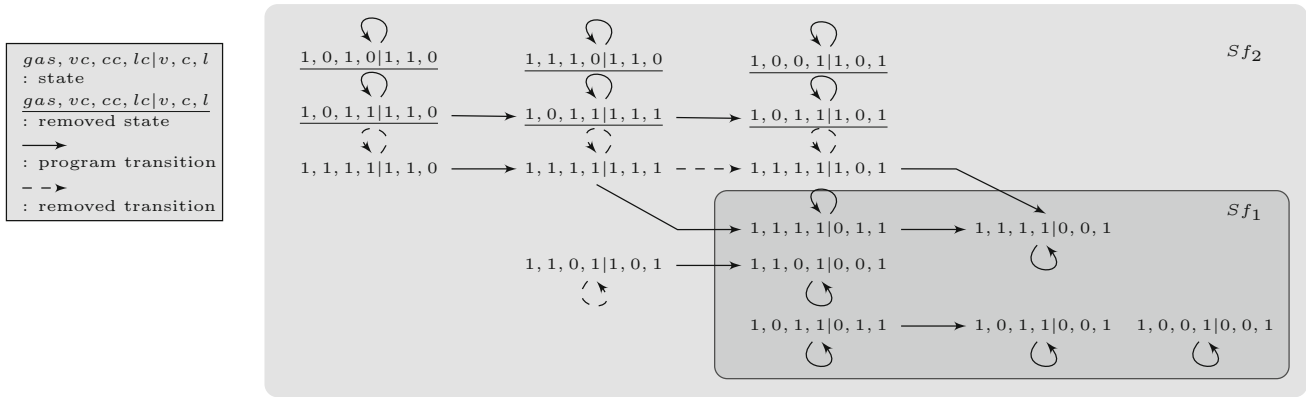 gas, vc, cc, lc|v, c, l
: state
gas, vc, cc, lc|v, c, l
: removed state
: program transition
: removed transition
Sf2
1, 0, 1, 0|1, 1, 0 1, 1, 1, 0|1, 1, 0 1, 0, 0, 1|1, 0, 1
1, 0, 1, 1|1, 1, 0 1, 0, 1, 1|1, 1, 1 1, 0, 1, 1|1, 0, 1
1, 1, 1, 1|1, 1, 0 1, 1, 1, 1|1, 1, 1 1, 1, 1, 1|1, 0, 1
Sf1
1, 1, 1, 1|0, 1, 1 1, 1, 1, 1|0, 0, 1
1, 1, 0, 1|1, 0, 1 1, 1, 0, 1|0, 0, 1
1, 0, 1, 1|0, 1, 1 1, 0, 1, 1|0, 0, 1 1, 0, 0, 1|0, 0, 1